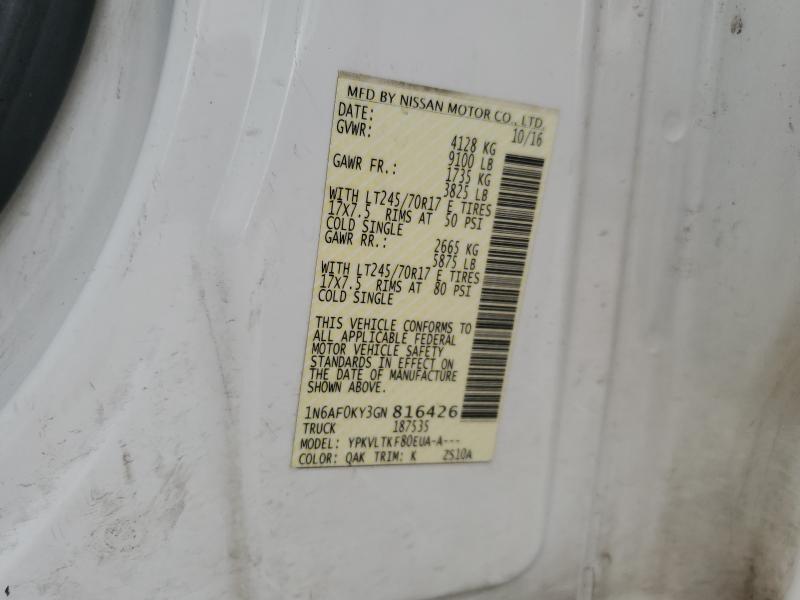 MFD BY NISSAN MOTOR CO., LTD.
DATE: 10/16
GVWR: 4128 KG
9100 LB
GAWR FR.: 1735 KG
3825 LB
WITH LT245/70R17 E TIRES
17X7.5 RIMS AT 50 PSI
COLD SINGLE
GAWR RR.: 2665 KG
5875 LB
WITH LT245/70R17 E TIRES
17X7.5 RIMS AT 80 PSI
COLD SINGLE
THIS VEHICLE CONFORMS TO
ALL APPLICABLE FEDERAL
MOTOR VEHICLE SAFETY
STANDARDS IN EFFECT ON
THE DATE OF MANUFACTURE
SHOWN ABOVE.
1N6AF0KY3GN 816426
TRUCK 187535
MODEL: YPKVLTKF80EUA-A---
COLOR: QAK TRIM: K ZS10A